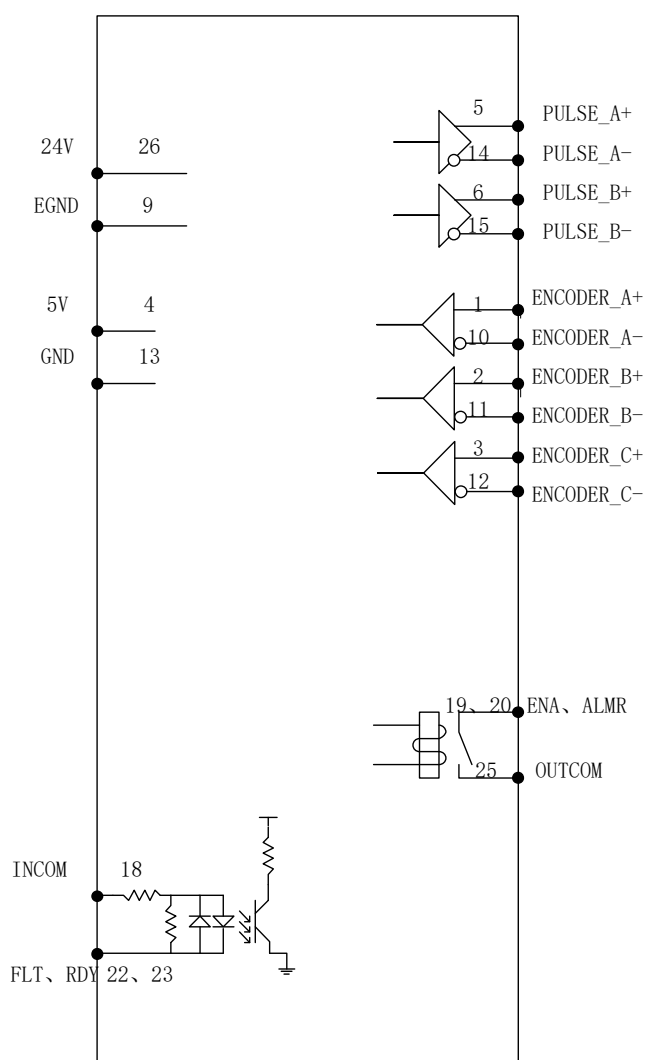 24V 26
EGND 9
5V 4
GND 13
5 PULSE_A+
14 PULSE_A-
6 PULSE_B+
15 PULSE_B-
1 ENCODER_A+
10 ENCODER_A-
2 ENCODER_B+
11 ENCODER_B-
3 ENCODER_C+
12 ENCODER_C-
19、20 ENA、ALMR
25 OUTCOM
INCOM 18
FLT、RDY 22、23